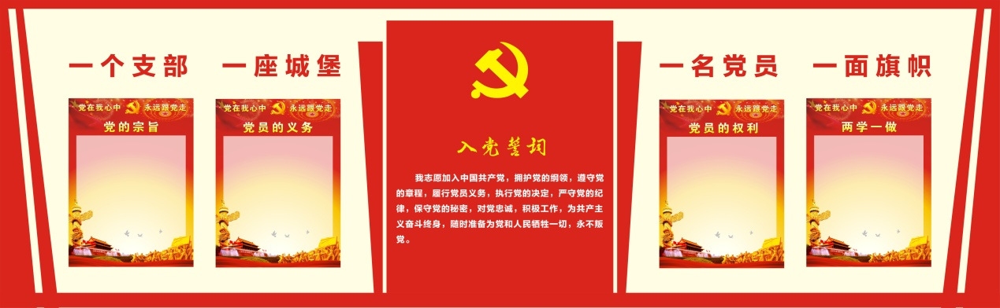 一个支部 一座城堡
党在我心中 永远跟党走
党的宗旨
党在我心中 永远跟党走
党员的义务
入党誓词
我志愿加入中国共产党，拥护党的纲领，遵守党
的章程，履行党员义务，执行党的决定，严守党的纪
律，保守党的秘密，对党忠诚，积极工作，为共产主
义奋斗终身，随时准备为党和人民牺牲一切，永不叛
党。
一名党员 一面旗帜
党在我心中 永远跟党走
党员的权利
党在我心中 永远跟党走
两学一做